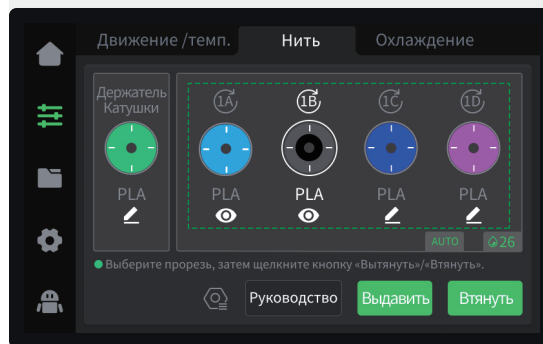 Движение /темп. Нить Охлаждение
Держатель
Катушки
1A 1B 1C 1D
PLA PLA PLA PLA PLA
AUTO 26
Выберите прорезь, затем щелкните кнопку «Вытянуть»/«Втянуть».
Руководство Выдавить Втянуть